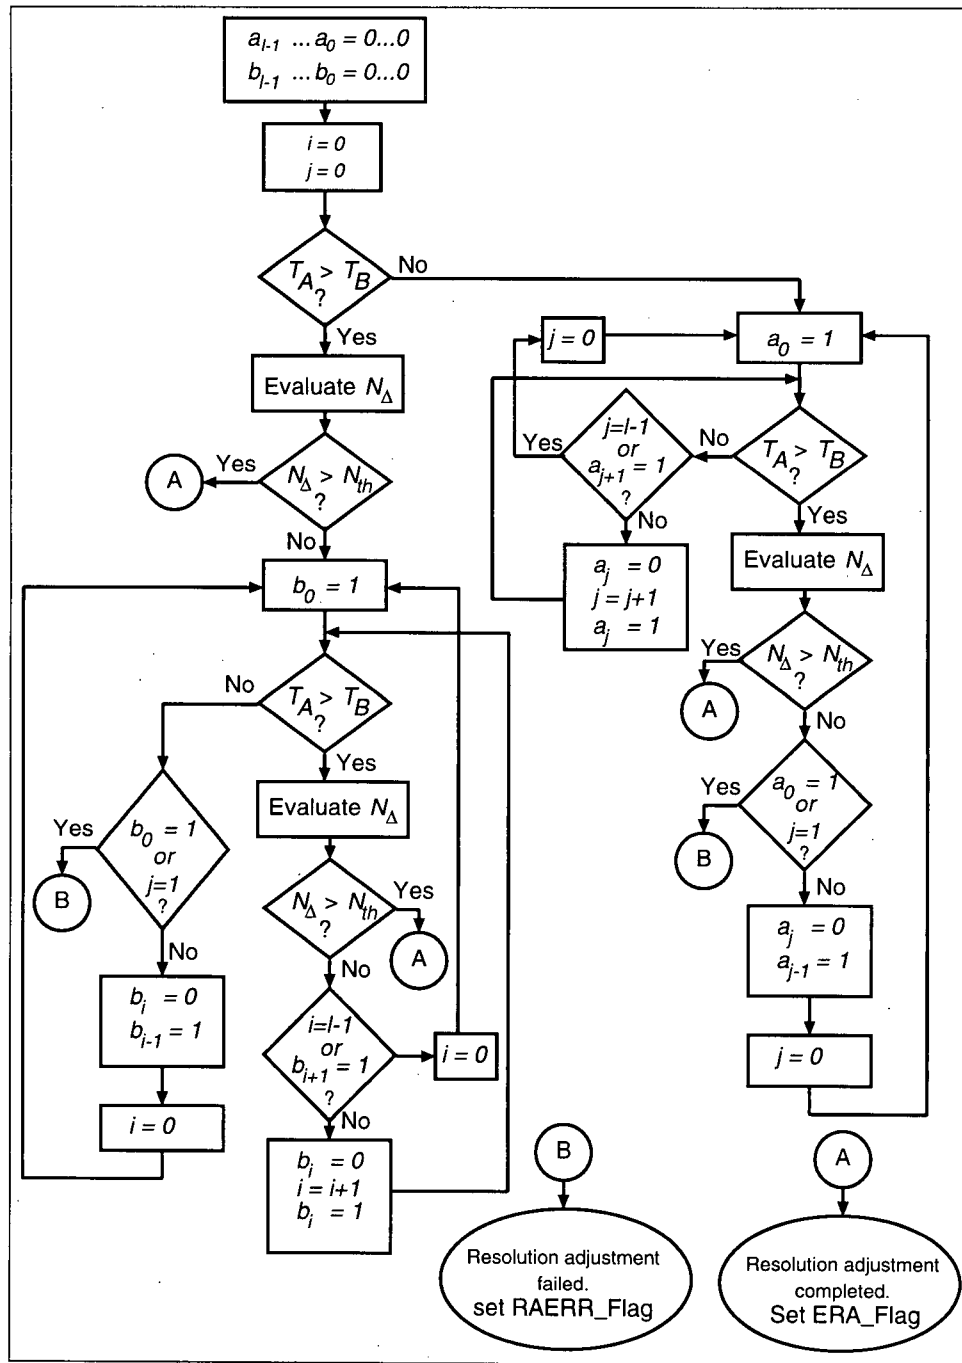 a_{l-1} ...a_0 = 0...0
b_{l-1} ...b_0 = 0...0
i = 0
j = 0
T_A > T_B
?
No
Yes
Evaluate N_Δ
N_Δ > N_th
?
Yes
A
No
b_0 = 1
T_A > T_B
?
No
Yes
b_0 = 1
or
j=1
?
Yes
B
No
b_i = 0
b_{i-1} = 1
i = 0
Evaluate N_Δ
N_Δ > N_th
?
Yes
A
No
i=l-1
or
b_{i+1} = 1
?
i = 0
No
b_i = 0
i = i+1
b_i = 1
j = 0
a_0 = 1
T_A > T_B
?
No
j=l-1
or
a_{j+1} = 1
?
Yes
No
a_j = 0
j = j+1
a_j = 1
Yes
Evaluate N_Δ
N_Δ > N_th
?
Yes
A
No
a_0 = 1
or
j=1
?
Yes
B
No
a_j = 0
a_{j-1} = 1
j = 0
B
Resolution adjustment
failed.
set RAERR_Flag
A
Resolution adjustment
completed.
Set ERA_Flag